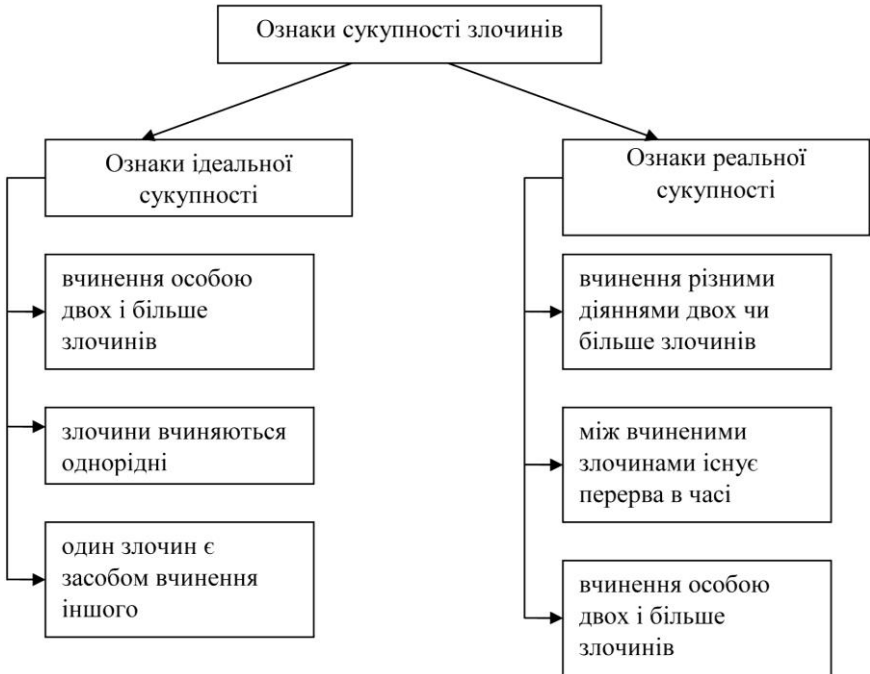 Ознаки сукупності злочинів
Ознаки ідеальної
сукупності
вчинення особою
двох і більше
злочинів
злочини вчиняються
однорідні
один злочин є
засобом вчинення
іншого
Ознаки реальної
сукупності
вчинення різними
діяннями двох чи
більше злочинів
між вчиненими
злочинами існує
перерва в часі
вчинення особою
двох і більше
злочинів